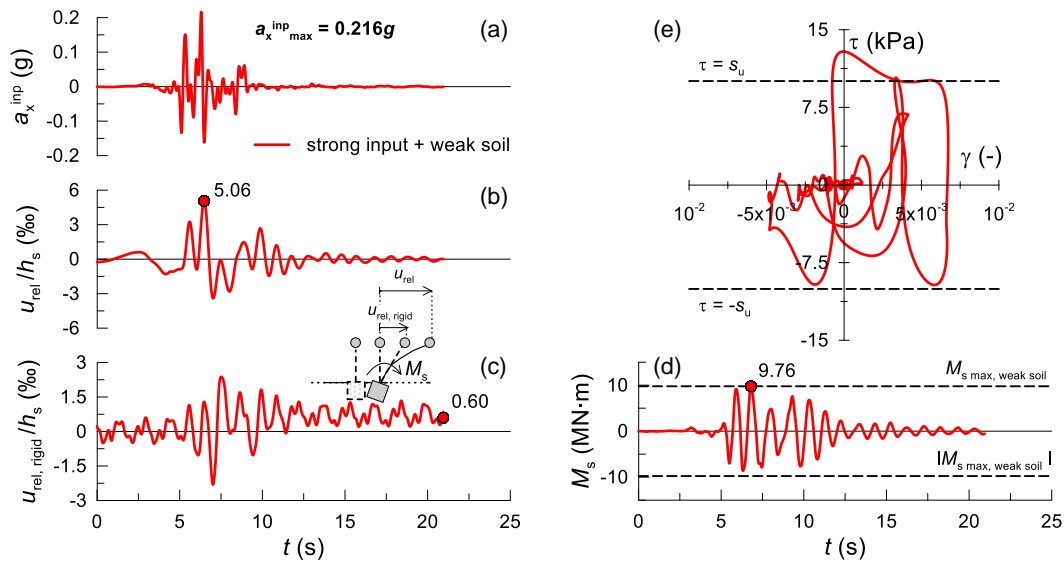 (a)
a_x^inp_max = 0.216g
a_x^inp (g)
0.2
0.1
0
-0.1
-0.2
strong input + weak soil
(b)
5.06
u_rel/h_s (‰)
6
3
0
-3
-6
u_rel
u_rel, rigid
M_s
(c)
0.60
u_rel, rigid/h_s (‰)
3
1.5
0
-1.5
-3
0 5 10 15 20 25
t (s)
(e)
τ (kPa)
15
7.5
0
-7.5
-15
τ = s_u
τ = -s_u
γ (-)
10^-2 -5x10^-3 0 5x10^-3 10^-2
(d)
9.76
M_s max, weak soil
|M_s max, weak soil|
M_s (MN·m)
10
0
-10
0 5 10 15 20 25
t (s)